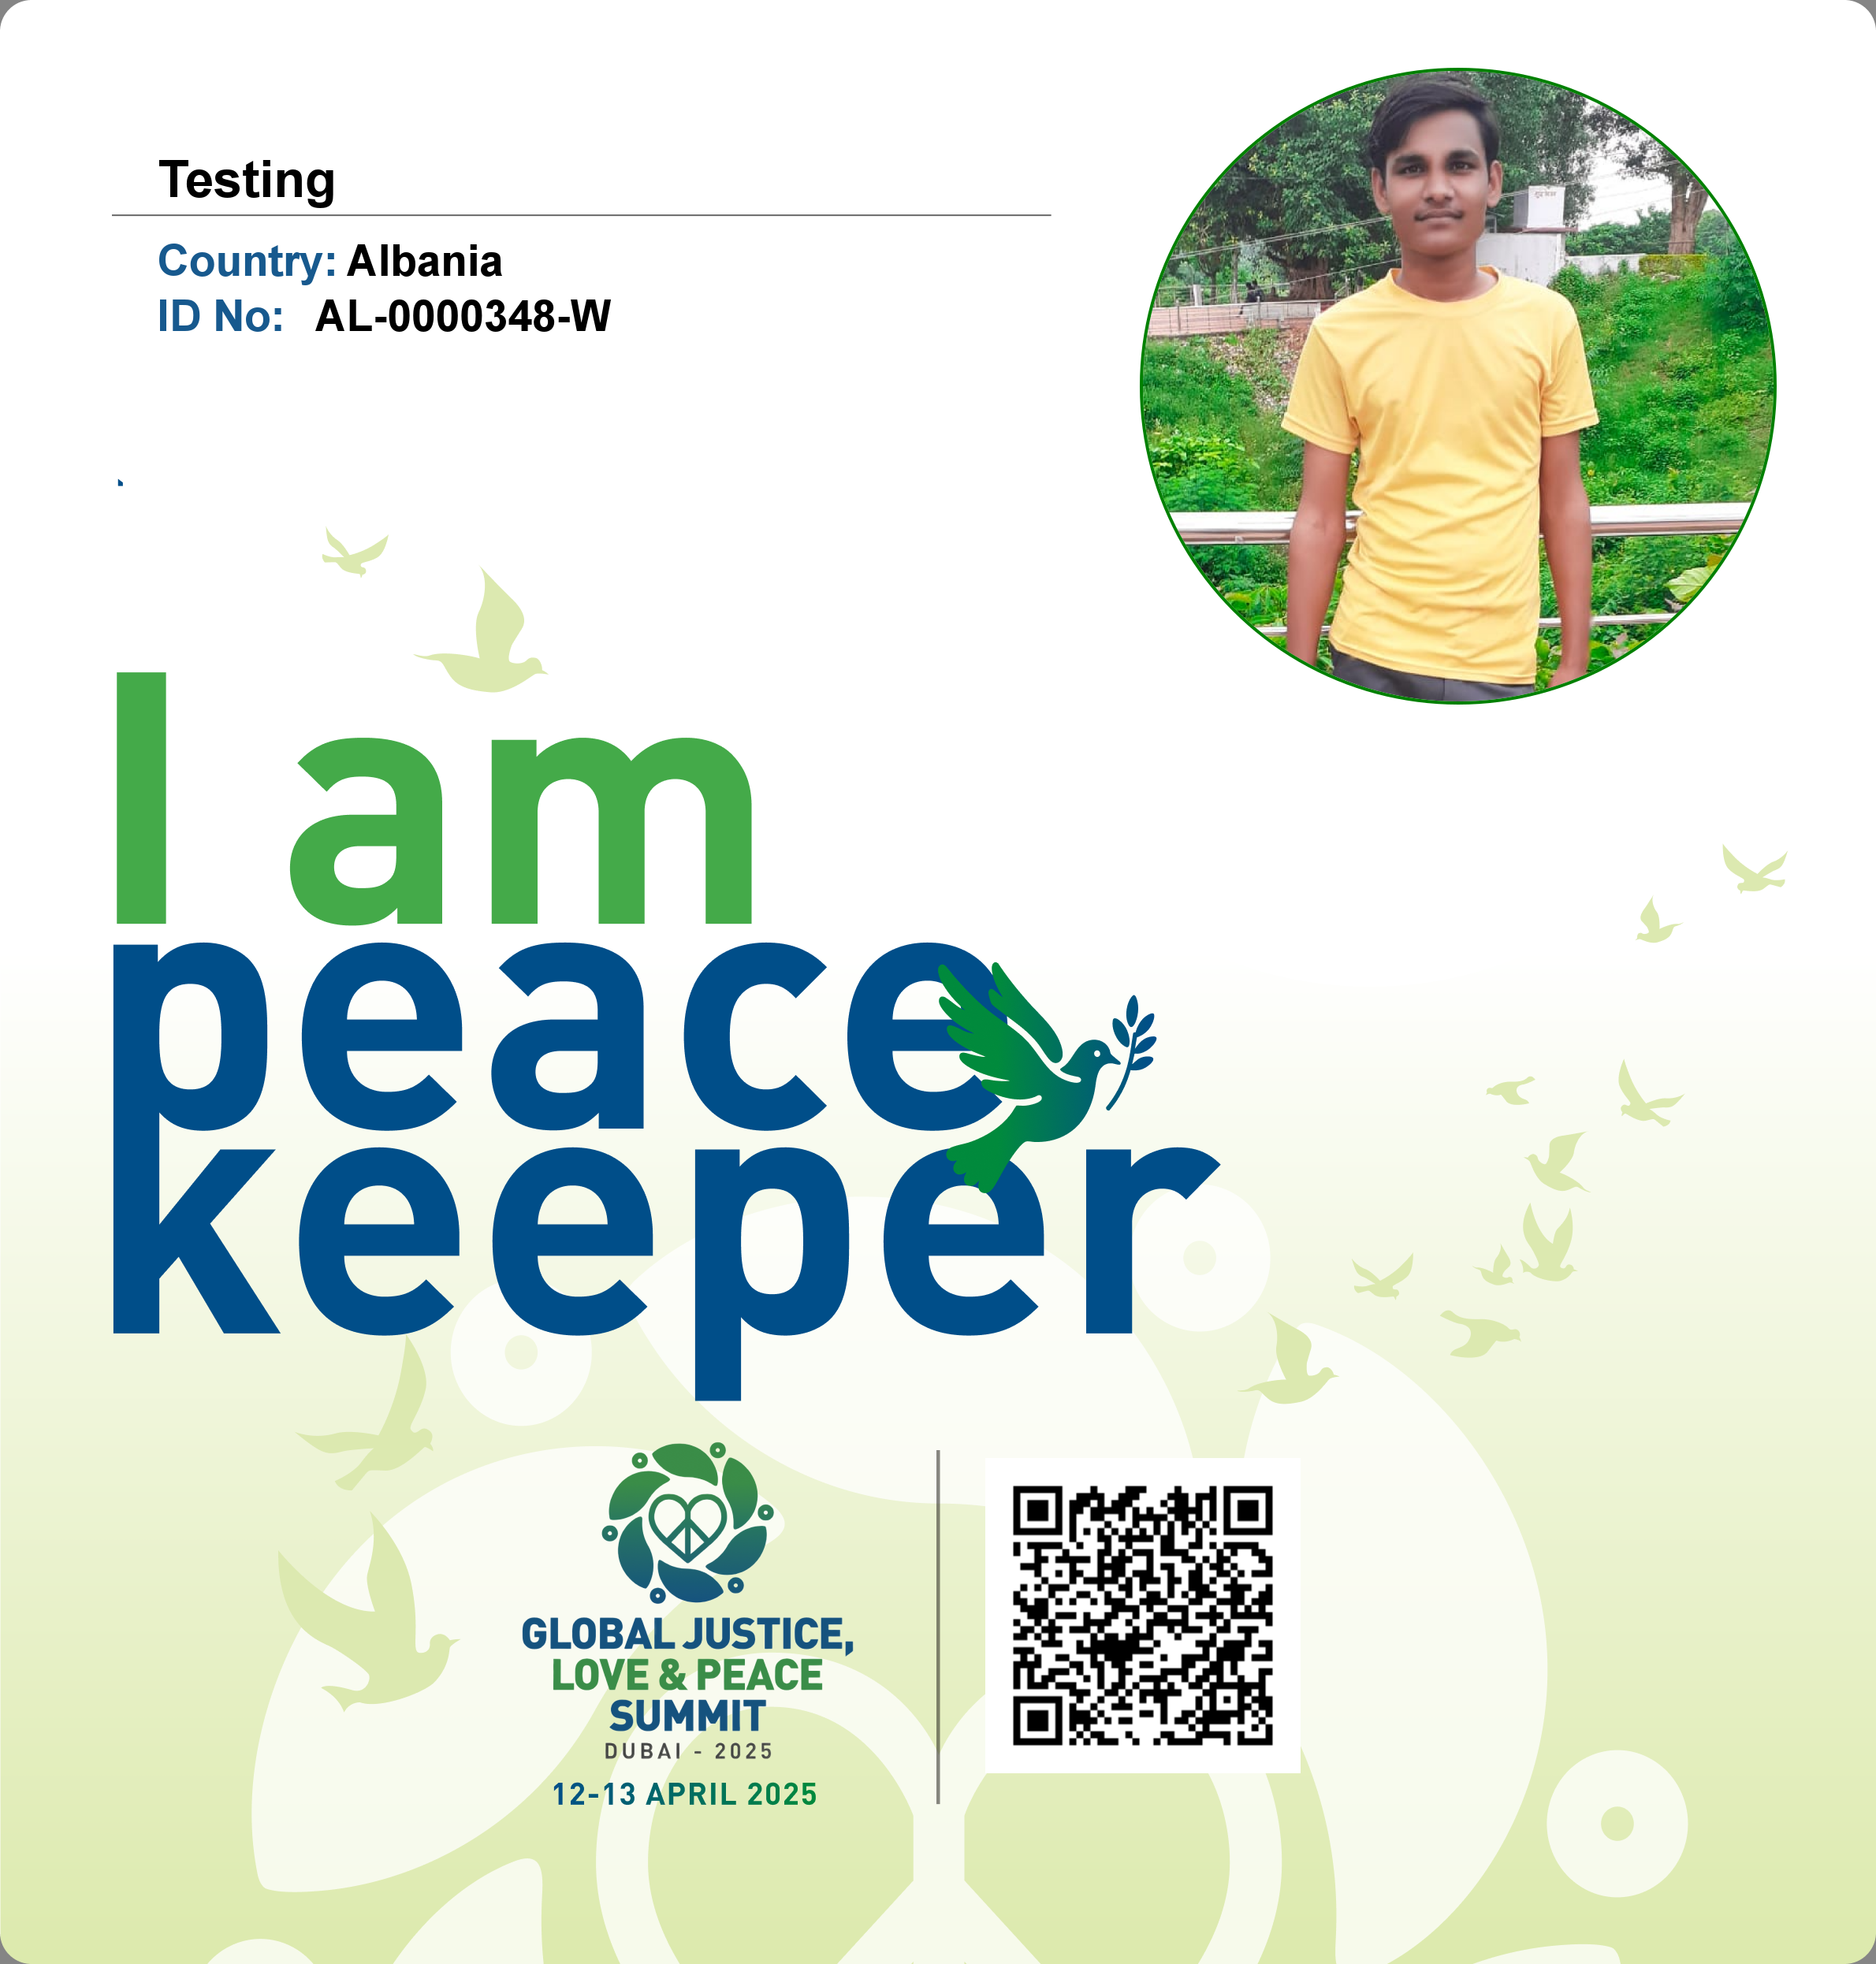 Testing
Country: Albania
ID No: AL-0000348-W
I am
peace
keeper
GLOBAL JUSTICE,
LOVE & PEACE
SUMMIT
DUBAI - 2025
12-13 APRIL 2025